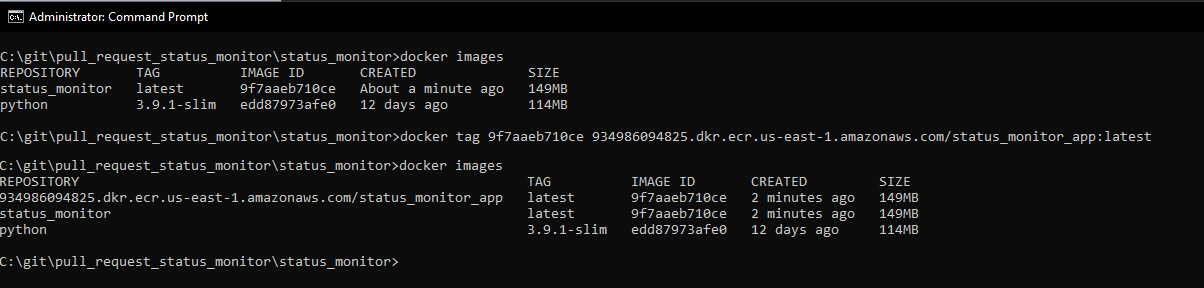 Administrator: Command Prompt
C:\git\pull_request_status_monitor\status_monitor>docker images
REPOSITORY TAG IMAGE ID CREATED SIZE
status_monitor latest 9f7aaeb710ce About a minute ago 149MB
python 3.9.1-slim edd87973afe0 12 days ago 114MB
C:\git\pull_request_status_monitor\status_monitor>docker tag 9f7aaeb710ce 934986094825.dkr.ecr.us-east-1.amazonaws.com/status_monitor_app:latest
C:\git\pull_request_status_monitor\status_monitor>docker images
REPOSITORY TAG IMAGE ID CREATED SIZE
934986094825.dkr.ecr.us-east-1.amazonaws.com/status_monitor_app latest 9f7aaeb710ce 2 minutes ago 149MB
status_monitor latest 9f7aaeb710ce 2 minutes ago 149MB
python 3.9.1-slim edd87973afe0 12 days ago 114MB
C:\git\pull_request_status_monitor\status_monitor>